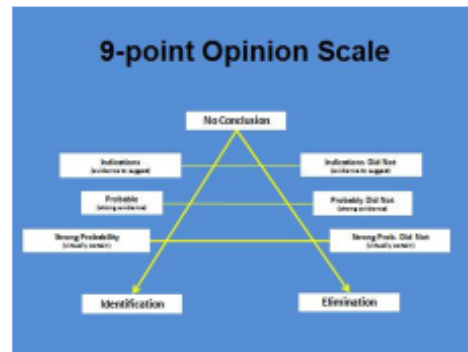 9-point Opinion Scale
No Conclusion
Indications
(evidence to suggest)
Indications Did Not
(evidence to suggest)
Probable
(strong evidence)
Probably Did Not
(strong evidence)
Strong Probability
(virtually certain)
Strong Prob. Did Not
(virtually certain)
Identification
Elimination